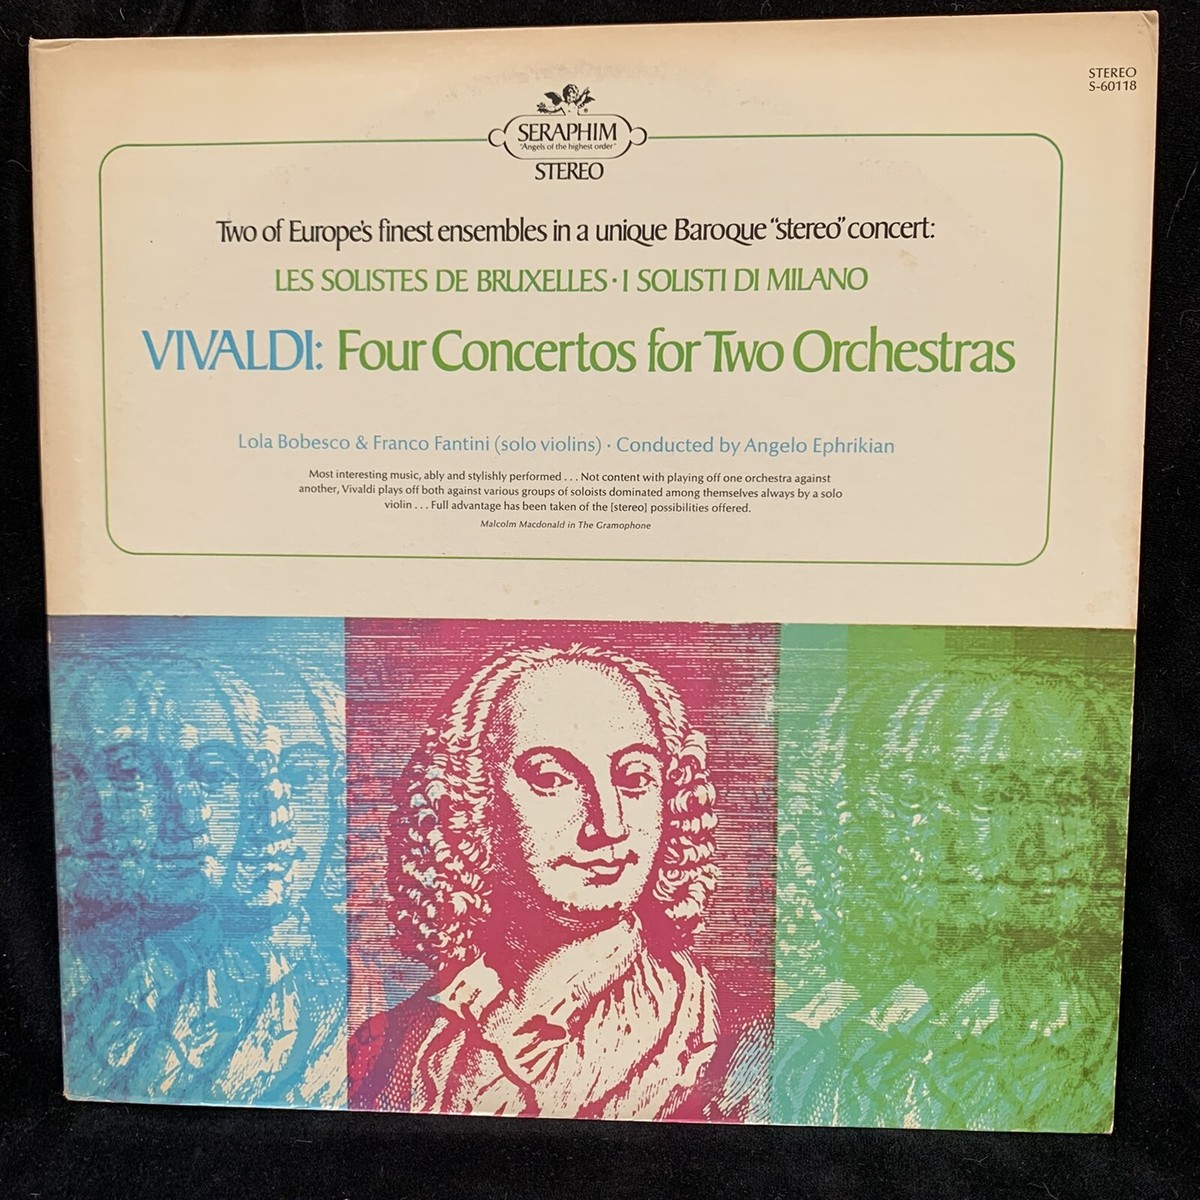 STEREO
S-60118
SERAPHIM
"Angels of the highest order"
STEREO
Two of Europe's finest ensembles in a unique Baroque "stereo" concert:
LES SOLISTES DE BRUXELLES · I SOLISTI DI MILANO
VIVALDI: Four Concertos for Two Orchestras
Lola Bobesco & Franco Fantini (solo violins) · Conducted by Angelo Ephrikian
Most interesting music, ably and stylishly performed . . . Not content with playing off one orchestra against
another, Vivaldi plays off both against various groups of soloists dominated among themselves always by a solo
violin . . . Full advantage has been taken of the [stereo] possibilities offered.
Malcolm Macdonald in The Gramophone